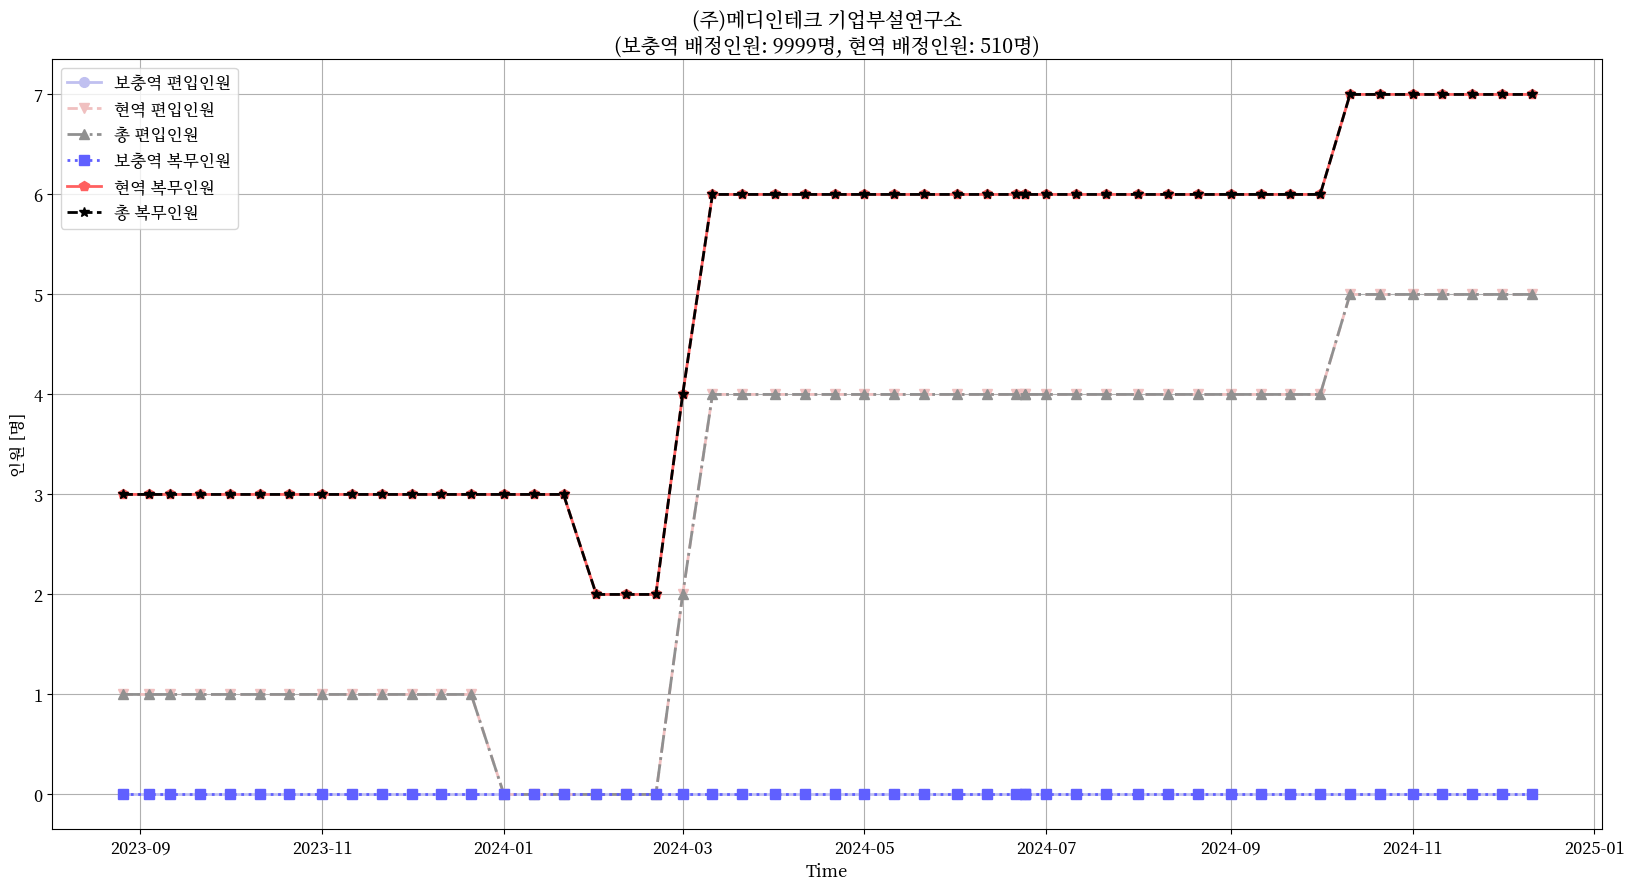 (주)메디인테크 기업부설연구소
(보충역 배정인원: 9999명, 현역 배정인원: 510명)
보충역 편입인원
현역 편입인원
총 편입인원
보충역 복무인원
현역 복무인원
총 복무인원
7
6
5
4
3
2
1
0
인원 [명]
2023-09
2023-11
2024-01
2024-03
2024-05
2024-07
2024-09
2024-11
2025-01
Time